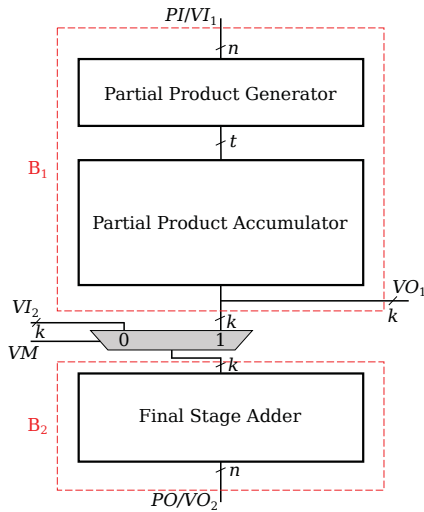 PI/VI1
n
Partial Product Generator
t
B1
Partial Product Accumulator
VO1
k
VI2
k
k
VM
0
1
k
Final Stage Adder
B2
n
PO/VO2